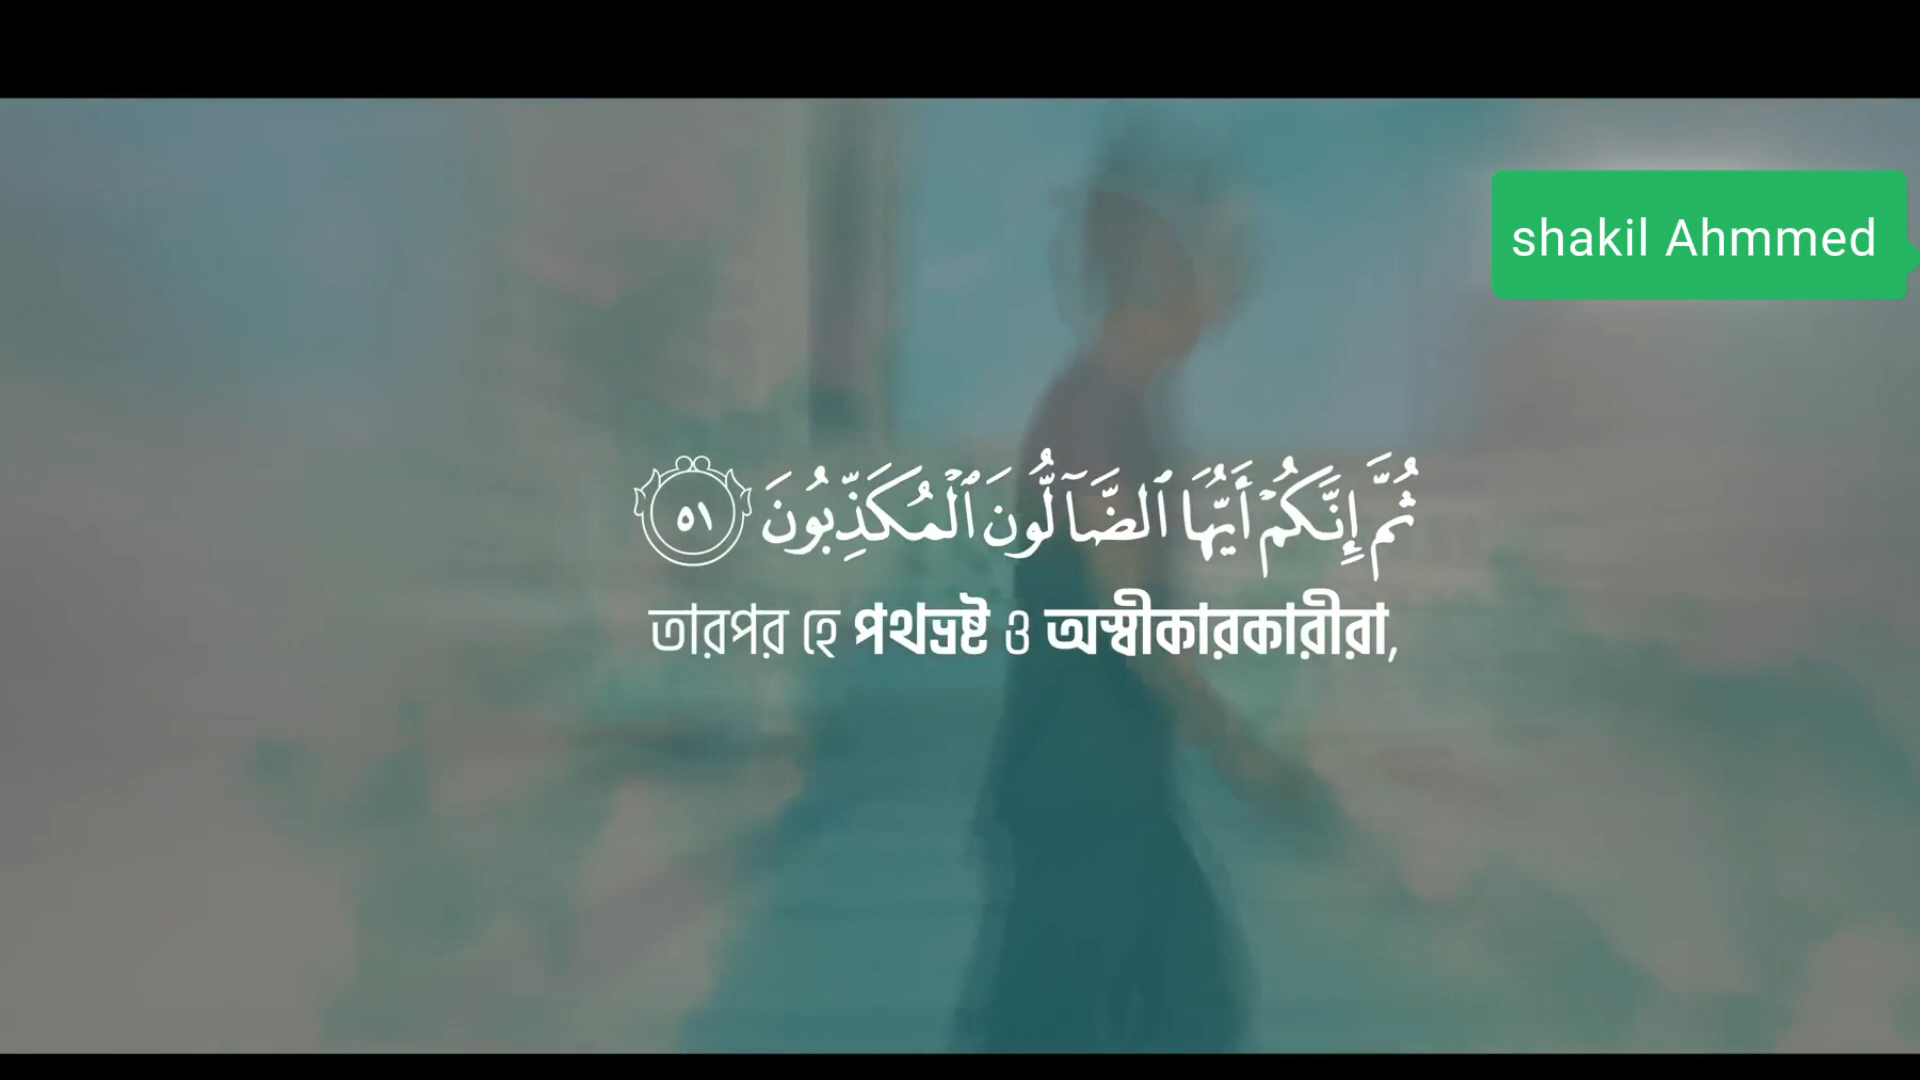 shakil Ahmmed
ثُمَّ إِنَّكُمۡ أَيُّهَا ٱلضَّآلُّونَ ٱلۡمُكَذِّبُونَ ٥١
তারপর হে পথভ্রষ্ট ও অস্বীকারকারীরা,